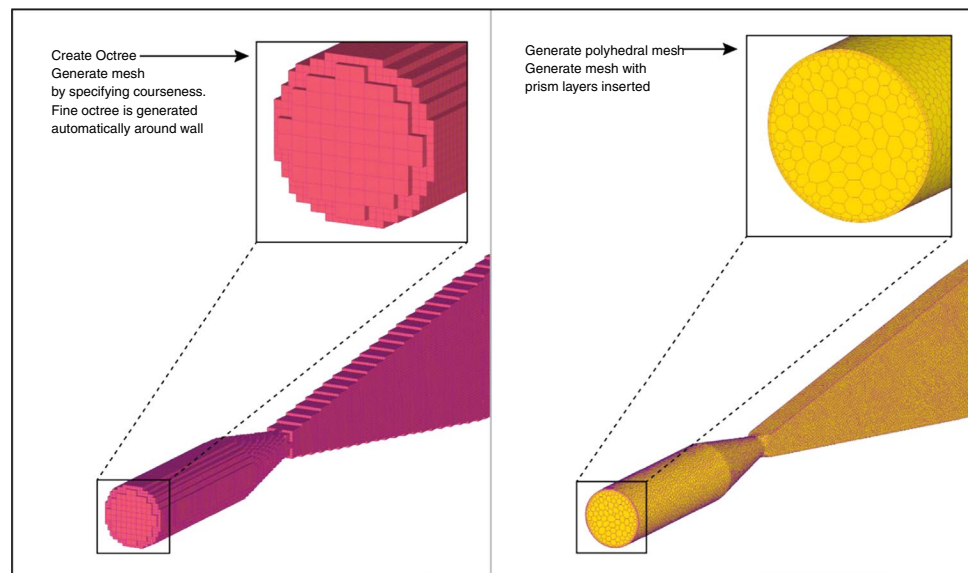 Create Octree
Generate mesh
by specifying courseness.
Fine octree is generated
automatically around wall
Generate polyhedral mesh
Generate mesh with
prism layers inserted